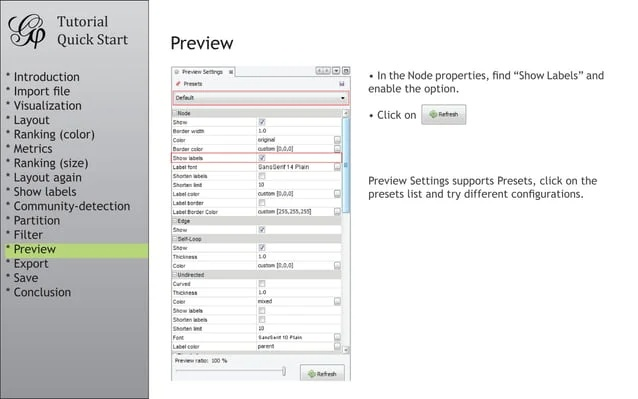 Tutorial
Quick Start
* Introduction
* Import file
* Visualization
* Layout
* Ranking (color)
* Metrics
* Ranking (size)
* Layout again
* Show labels
* Community-detection
* Partition
* Filter
* Preview
* Export
* Save
* Conclusion
Preview
Preview Settings
Presets
Default
Node
Show
Border width 1.0
Color original
Border color custom [0,0,0]
Show labels
Label font SansSerif 14 Plain
Shorten labels
Shorten limit 10
Label color custom [0,0,0]
Label border
Label Border Color custom [255,255,255]
Edge
Show
Self-Loop
Show
Thickness 1.0
Color custom [0,0,0]
Undirected
Curved
Thickness 1.0
Color mixed
Show labels
Shorten labels
Shorten limit 10
Font SansSerif 10 Plain
Label color parent
Preview ratio: 100 %
Refresh
• In the Node properties, find “Show Labels” and
enable the option.
• Click on Refresh
Preview Settings supports Presets, click on the
presets list and try different configurations.